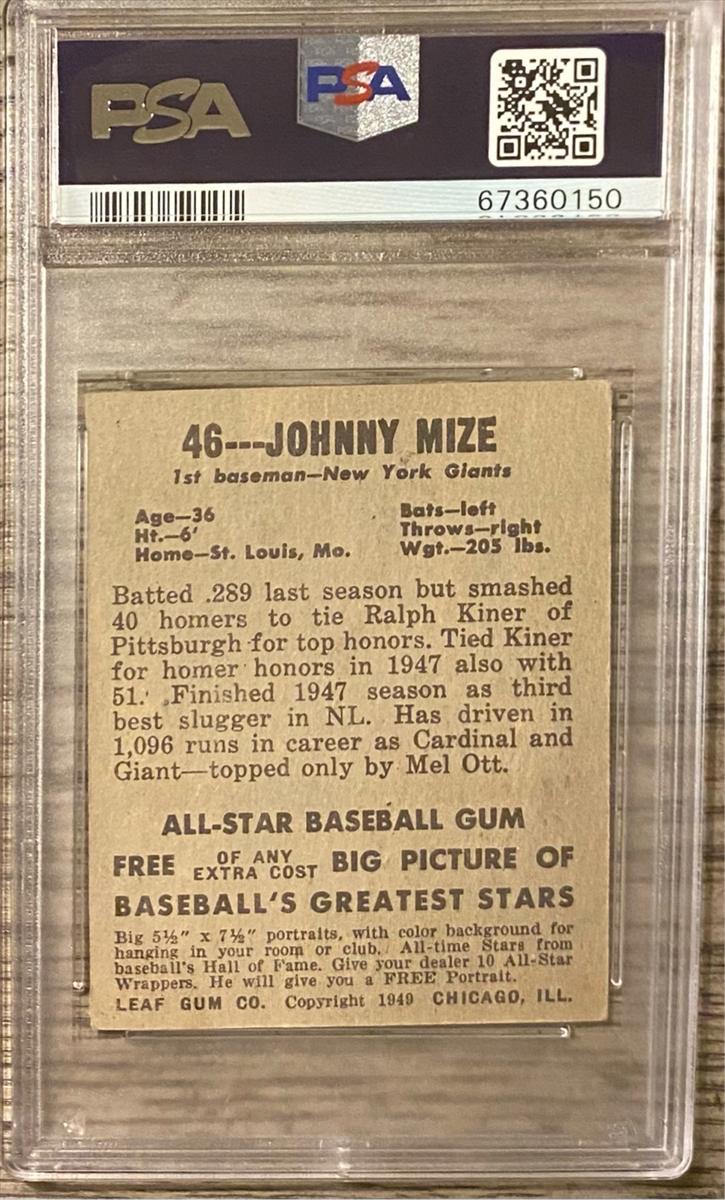 PSA
PSA
67360150
46---JOHNNY MIZE
1st baseman—New York Giants
Age—36
Ht.—6'
Home—St. Louis, Mo.
Bats—left
Throws—right
Wgt.—205 lbs.
Batted .289 last season but smashed
40 homers to tie Ralph Kiner of
Pittsburgh for top honors. Tied Kiner
for homer honors in 1947 also with
51. Finished 1947 season as third
best slugger in NL. Has driven in
1,096 runs in career as Cardinal and
Giant—topped only by Mel Ott.
ALL-STAR BASEBALL GUM
FREE OF ANY EXTRA COST BIG PICTURE OF
BASEBALL'S GREATEST STARS
Big 5½" x 7½" portraits, with color background for
hanging in your room or club. All-time Stars from
baseball's Hall of Fame. Give your dealer 10 All-Star
Wrappers. He will give you a FREE Portrait.
LEAF GUM CO. Copyright 1949 CHICAGO, ILL.